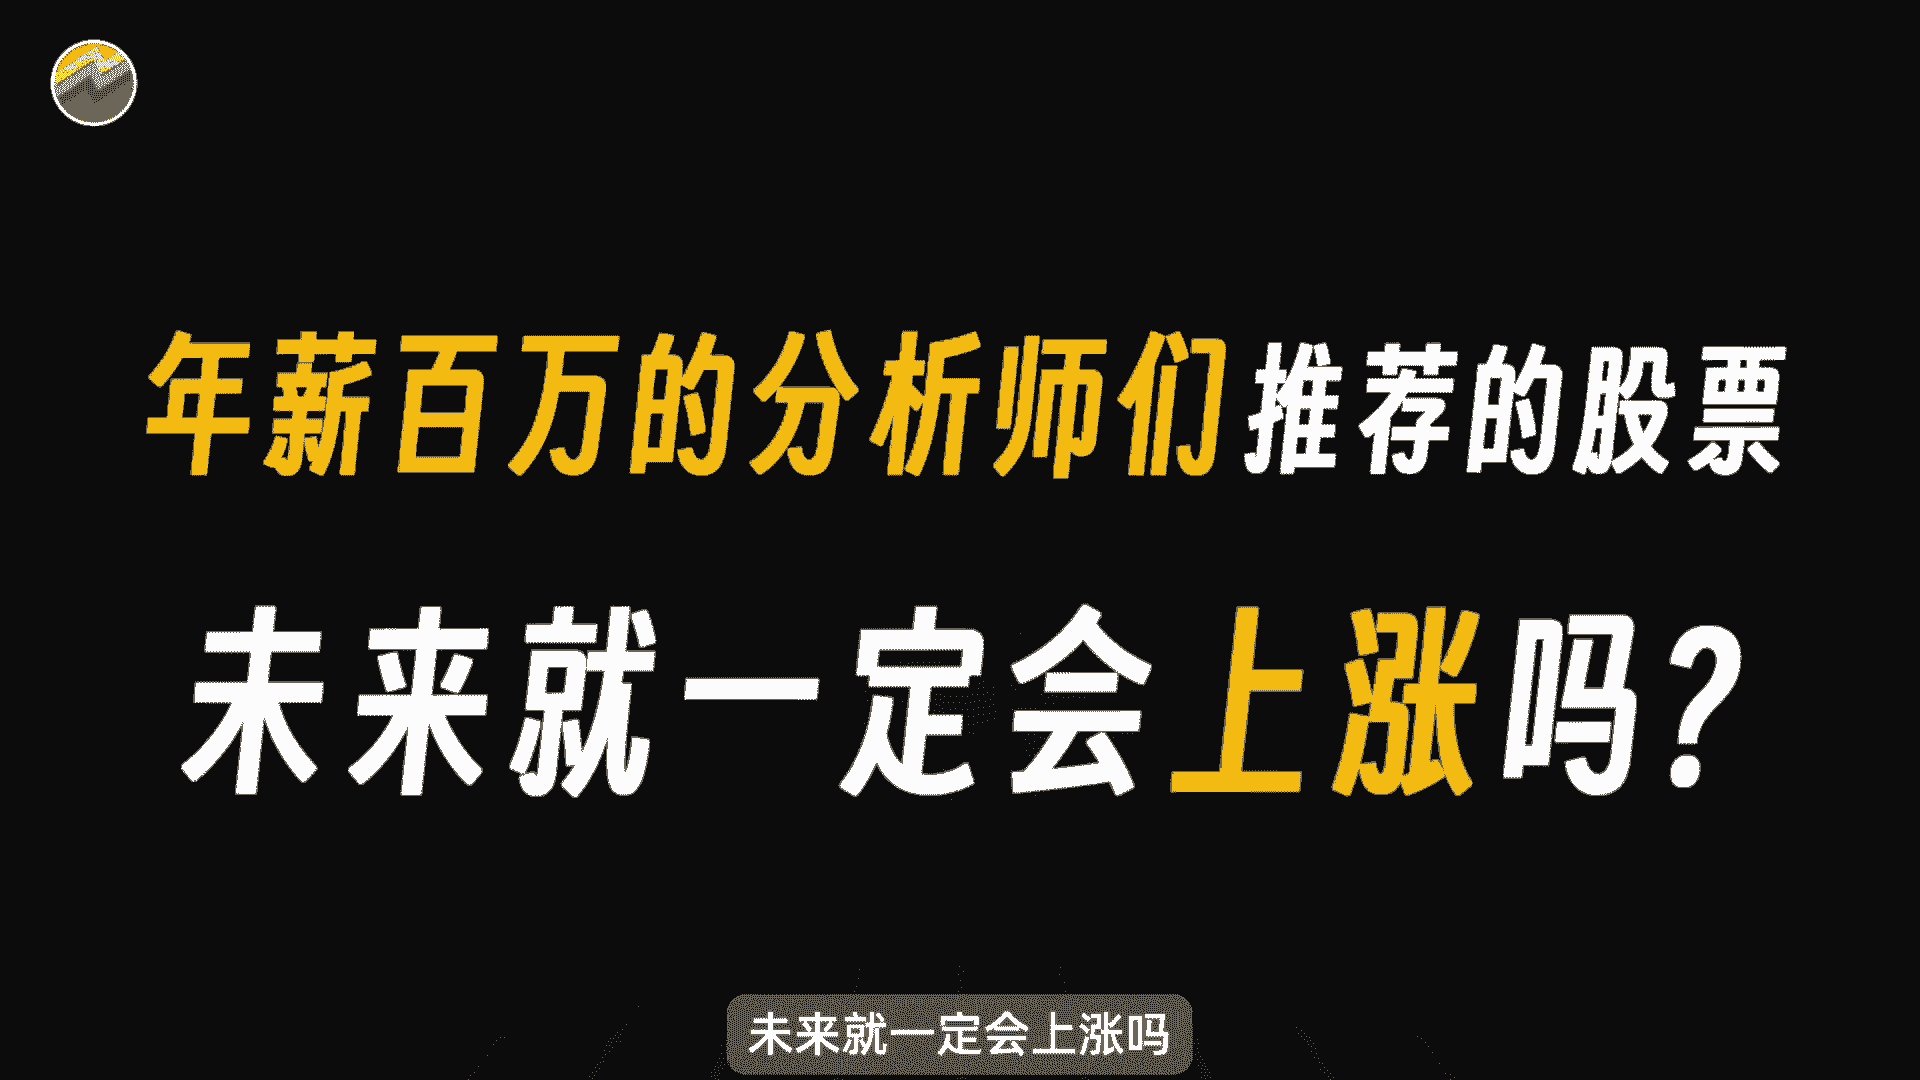 年薪百万的分析师们推荐的股票
未来就一定会上涨吗?
未来就一定会上涨吗